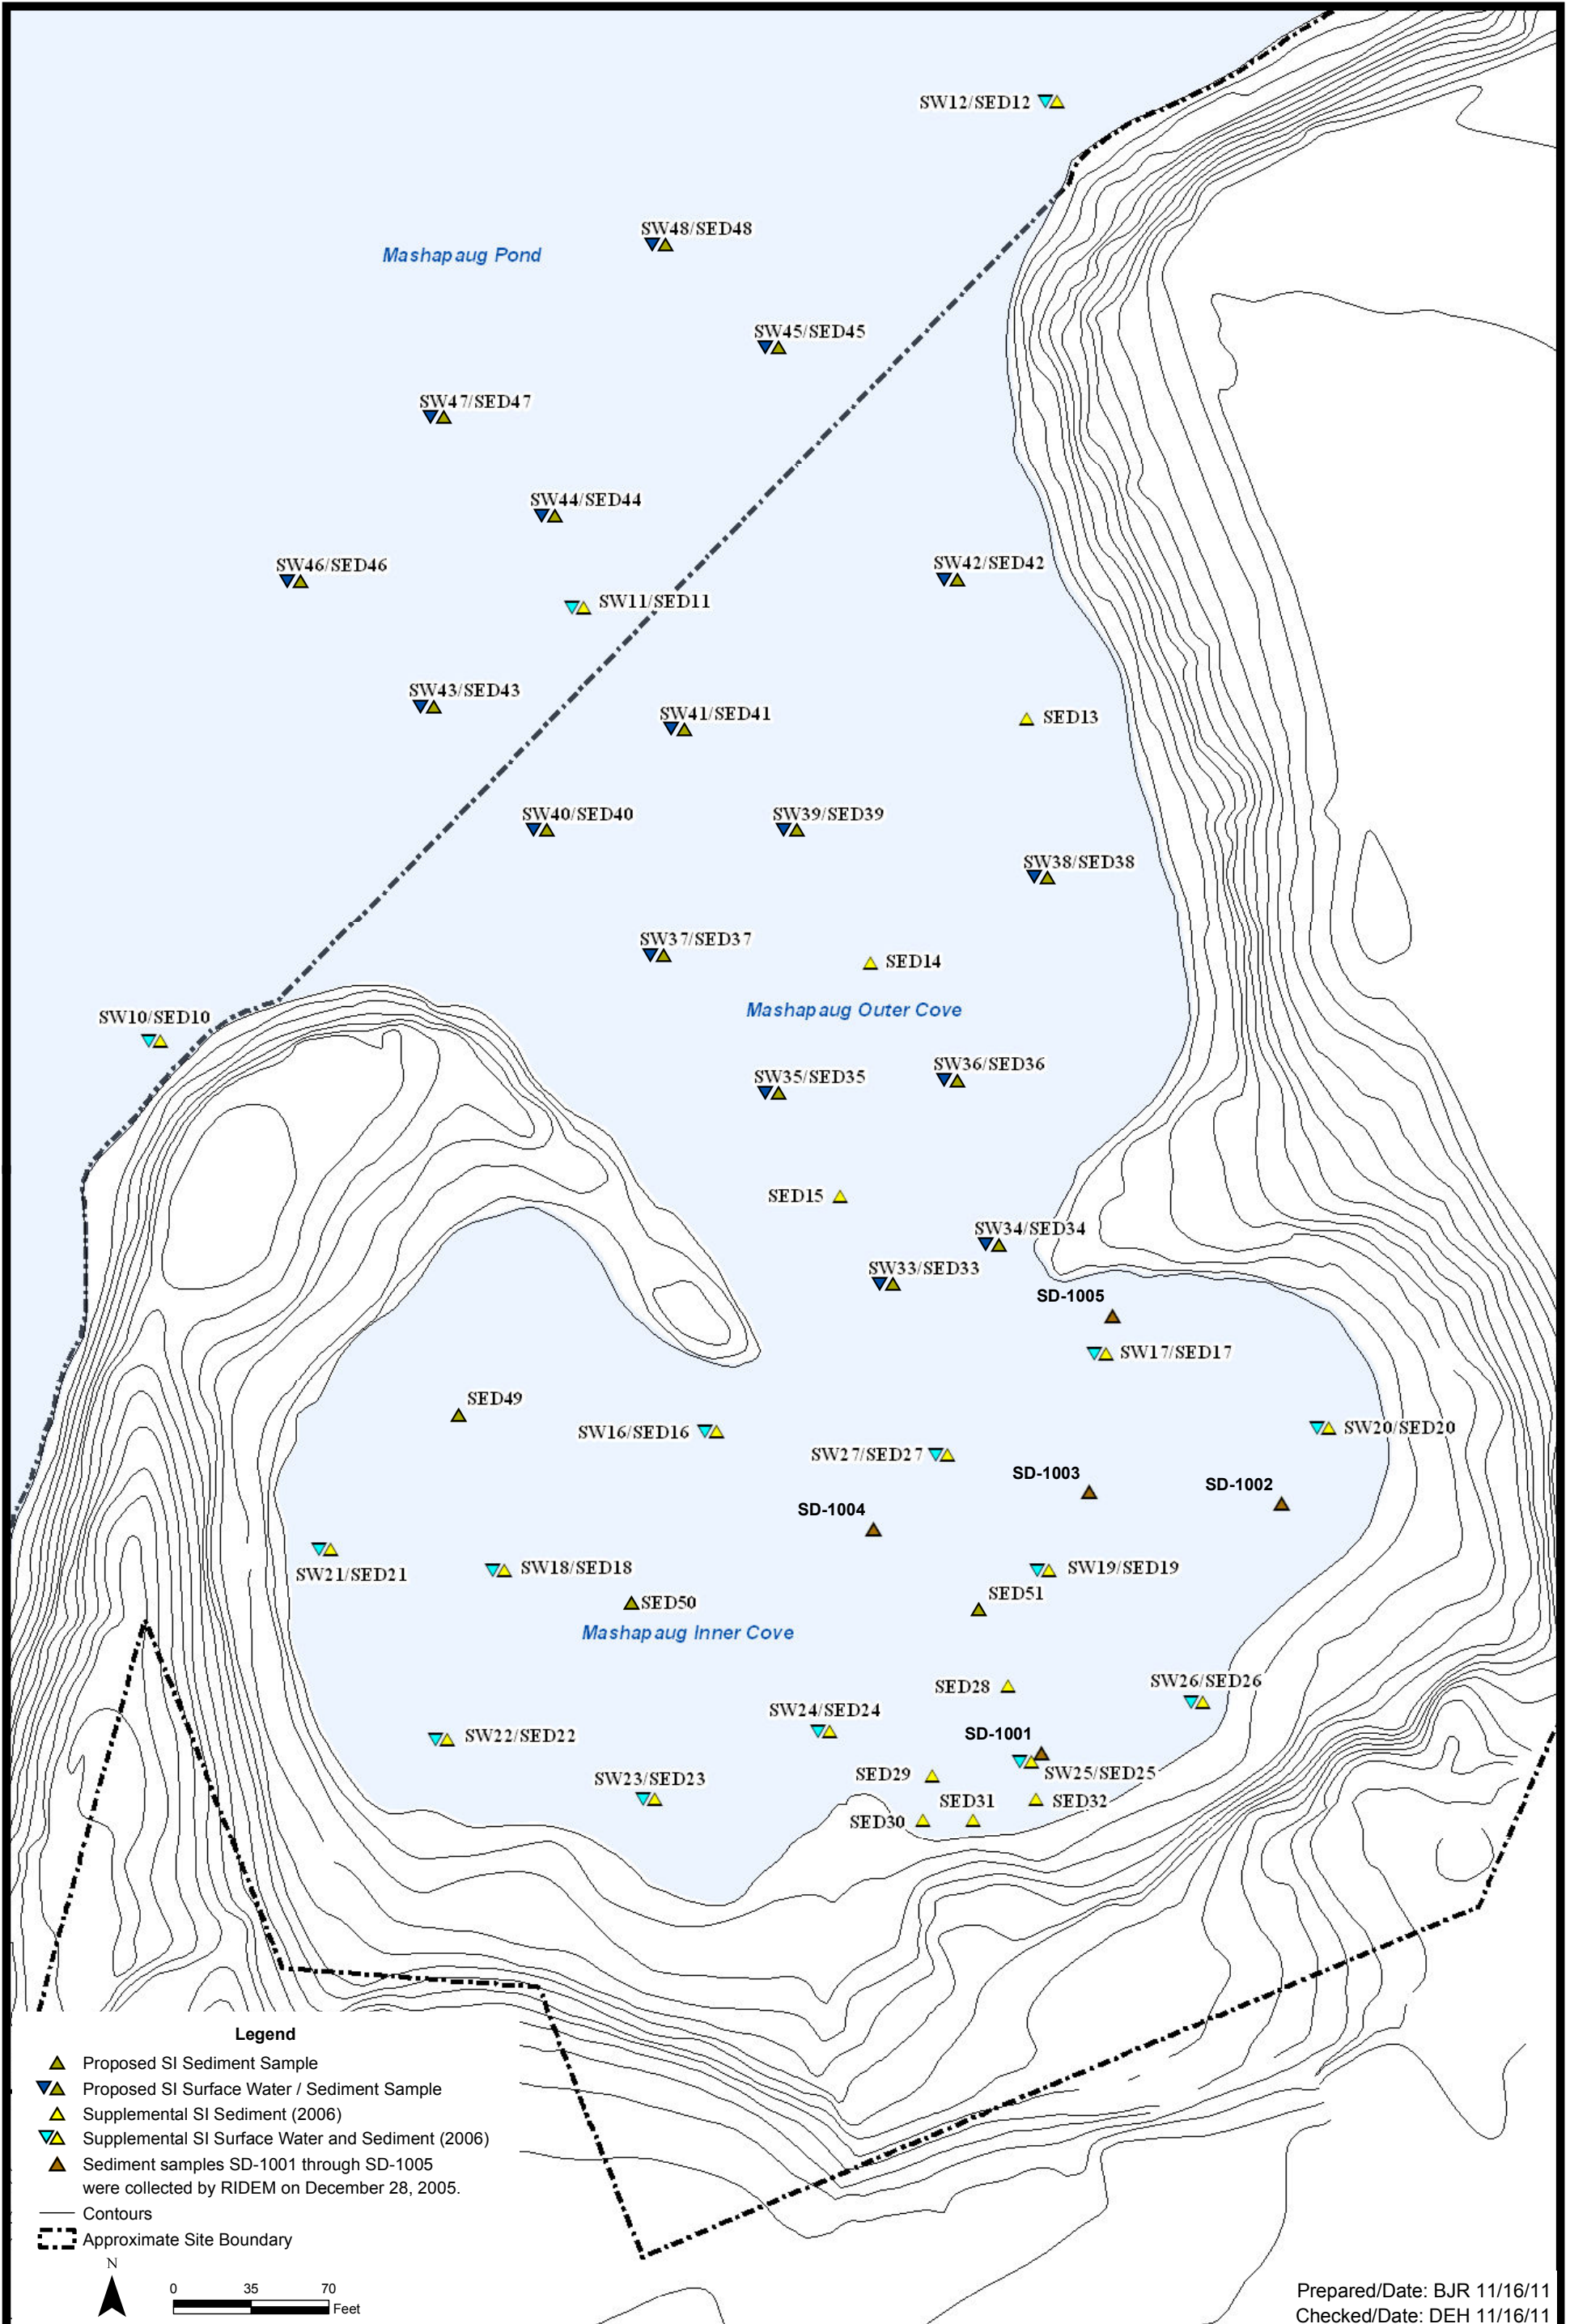 SW12/SED12
SW48/SED48
Mashapaug Pond
SW45/SED45
SW47/SED47
SW44/SED44
SW46/SED46
SW42/SED42
SW11/SED11
SW43/SED43
SW41/SED41
SED13
SW40/SED40
SW39/SED39
SW38/SED38
SW37/SED37
SED14
Mashapaug Outer Cove
SW10/SED10
SW36/SED36
SW35/SED35
SED15
SW34/SED34
SW33/SED33
SD-1005
SW17/SED17
SED49
SW16/SED16
SW20/SED20
SW27/SED27
SD-1003
SD-1002
SD-1004
SW21/SED21
SW18/SED18
SW19/SED19
SED51
SED50
Mashapaug Inner Cove
SED28
SW26/SED26
SW24/SED24
SD-1001
SW22/SED22
SW25/SED25
SED29
SW23/SED23
SED31
SED32
SED30
Legend
Proposed SI Sediment Sample
Proposed SI Surface Water / Sediment Sample
Supplemental SI Sediment (2006)
Supplemental SI Surface Water and Sediment (2006)
Sediment samples SD-1001 through SD-1005
were collected by RIDEM on December 28, 2005.
Contours
Approximate Site Boundary
N
0 35 70
Feet
Prepared/Date: BJR 11/16/11
Checked/Date: DEH 11/16/11